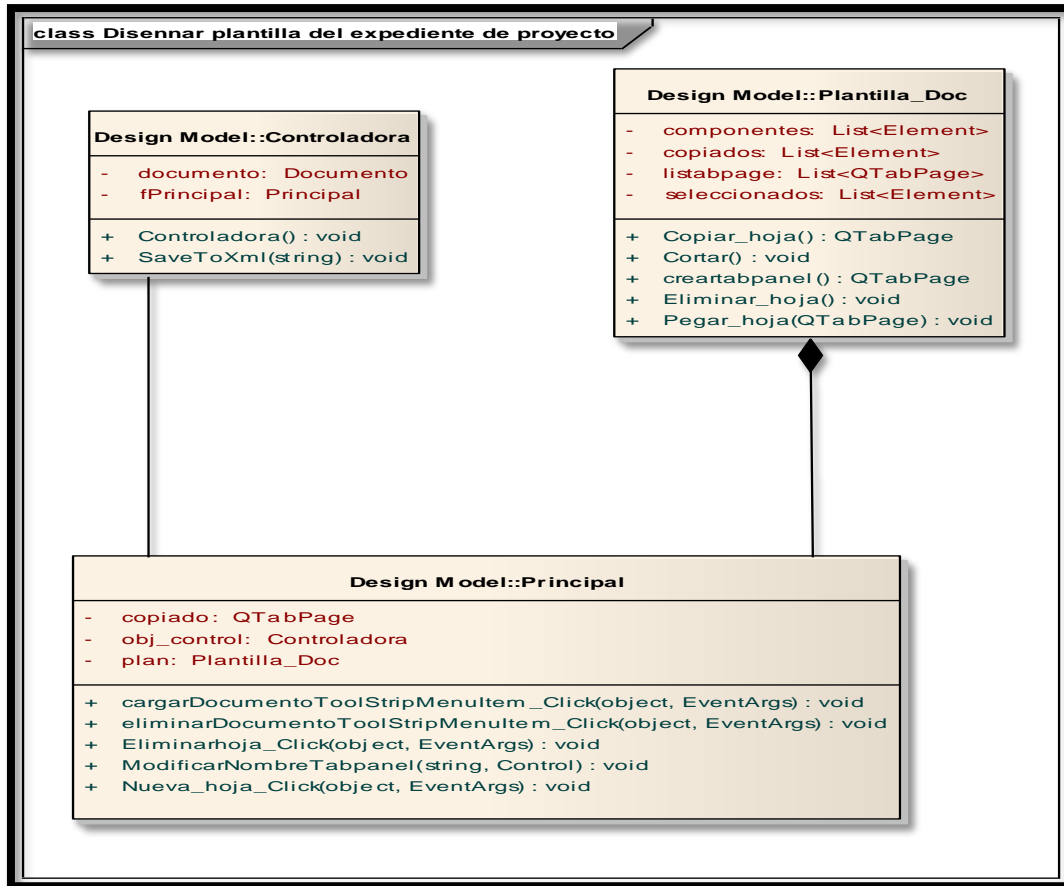 class Disennar plantilla del expediente de proyecto
Design Model::Controladora
- documento: Documento
- fPrincipal: Principal
+ Controladora() : void
+ SaveToXml(string) : void
Design Model::Plantilla_Doc
- componentes: List<Element>
- copiados: List<Element>
- listabpage: List<QTabPage>
- seleccionados: List<Element>
+ Copiar_hoja() : QTabPage
+ Cortar() : void
+ creartabpanel() : QTabPage
+ Eliminar_hoja() : void
+ Pegar_hoja(QTabPage) : void
Design Model::Principal
- copiado: QTabPage
- obj_control: Controladora
- plan: Plantilla_Doc
+ cargarDocumentoToolStripMenuItem_Click(object, EventArgs) : void
+ eliminarDocumentoToolStripMenuItem_Click(object, EventArgs) : void
+ Eliminarhoja_Click(object, EventArgs) : void
+ ModificarNombreTabpanel(string, Control) : void
+ Nueva_hoja_Click(object, EventArgs) : void